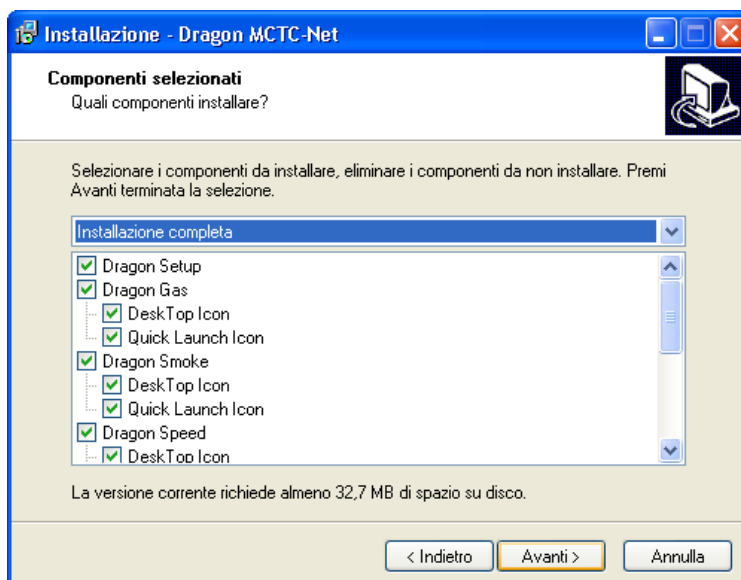 Installazione - Dragon MCTC-Net
Componenti selezionati
Quali componenti installare?
Selezionare i componenti da installare, eliminare i componenti da non installare. Premi
Avanti terminata la selezione.
Installazione completa
Dragon Setup
Dragon Gas
DeskTop Icon
Quick Launch Icon
Dragon Smoke
DeskTop Icon
Quick Launch Icon
Dragon Speed
DeskTop Icon
La versione corrente richiede almeno 32,7 MB di spazio su disco.
< Indietro
Avanti >
Annulla